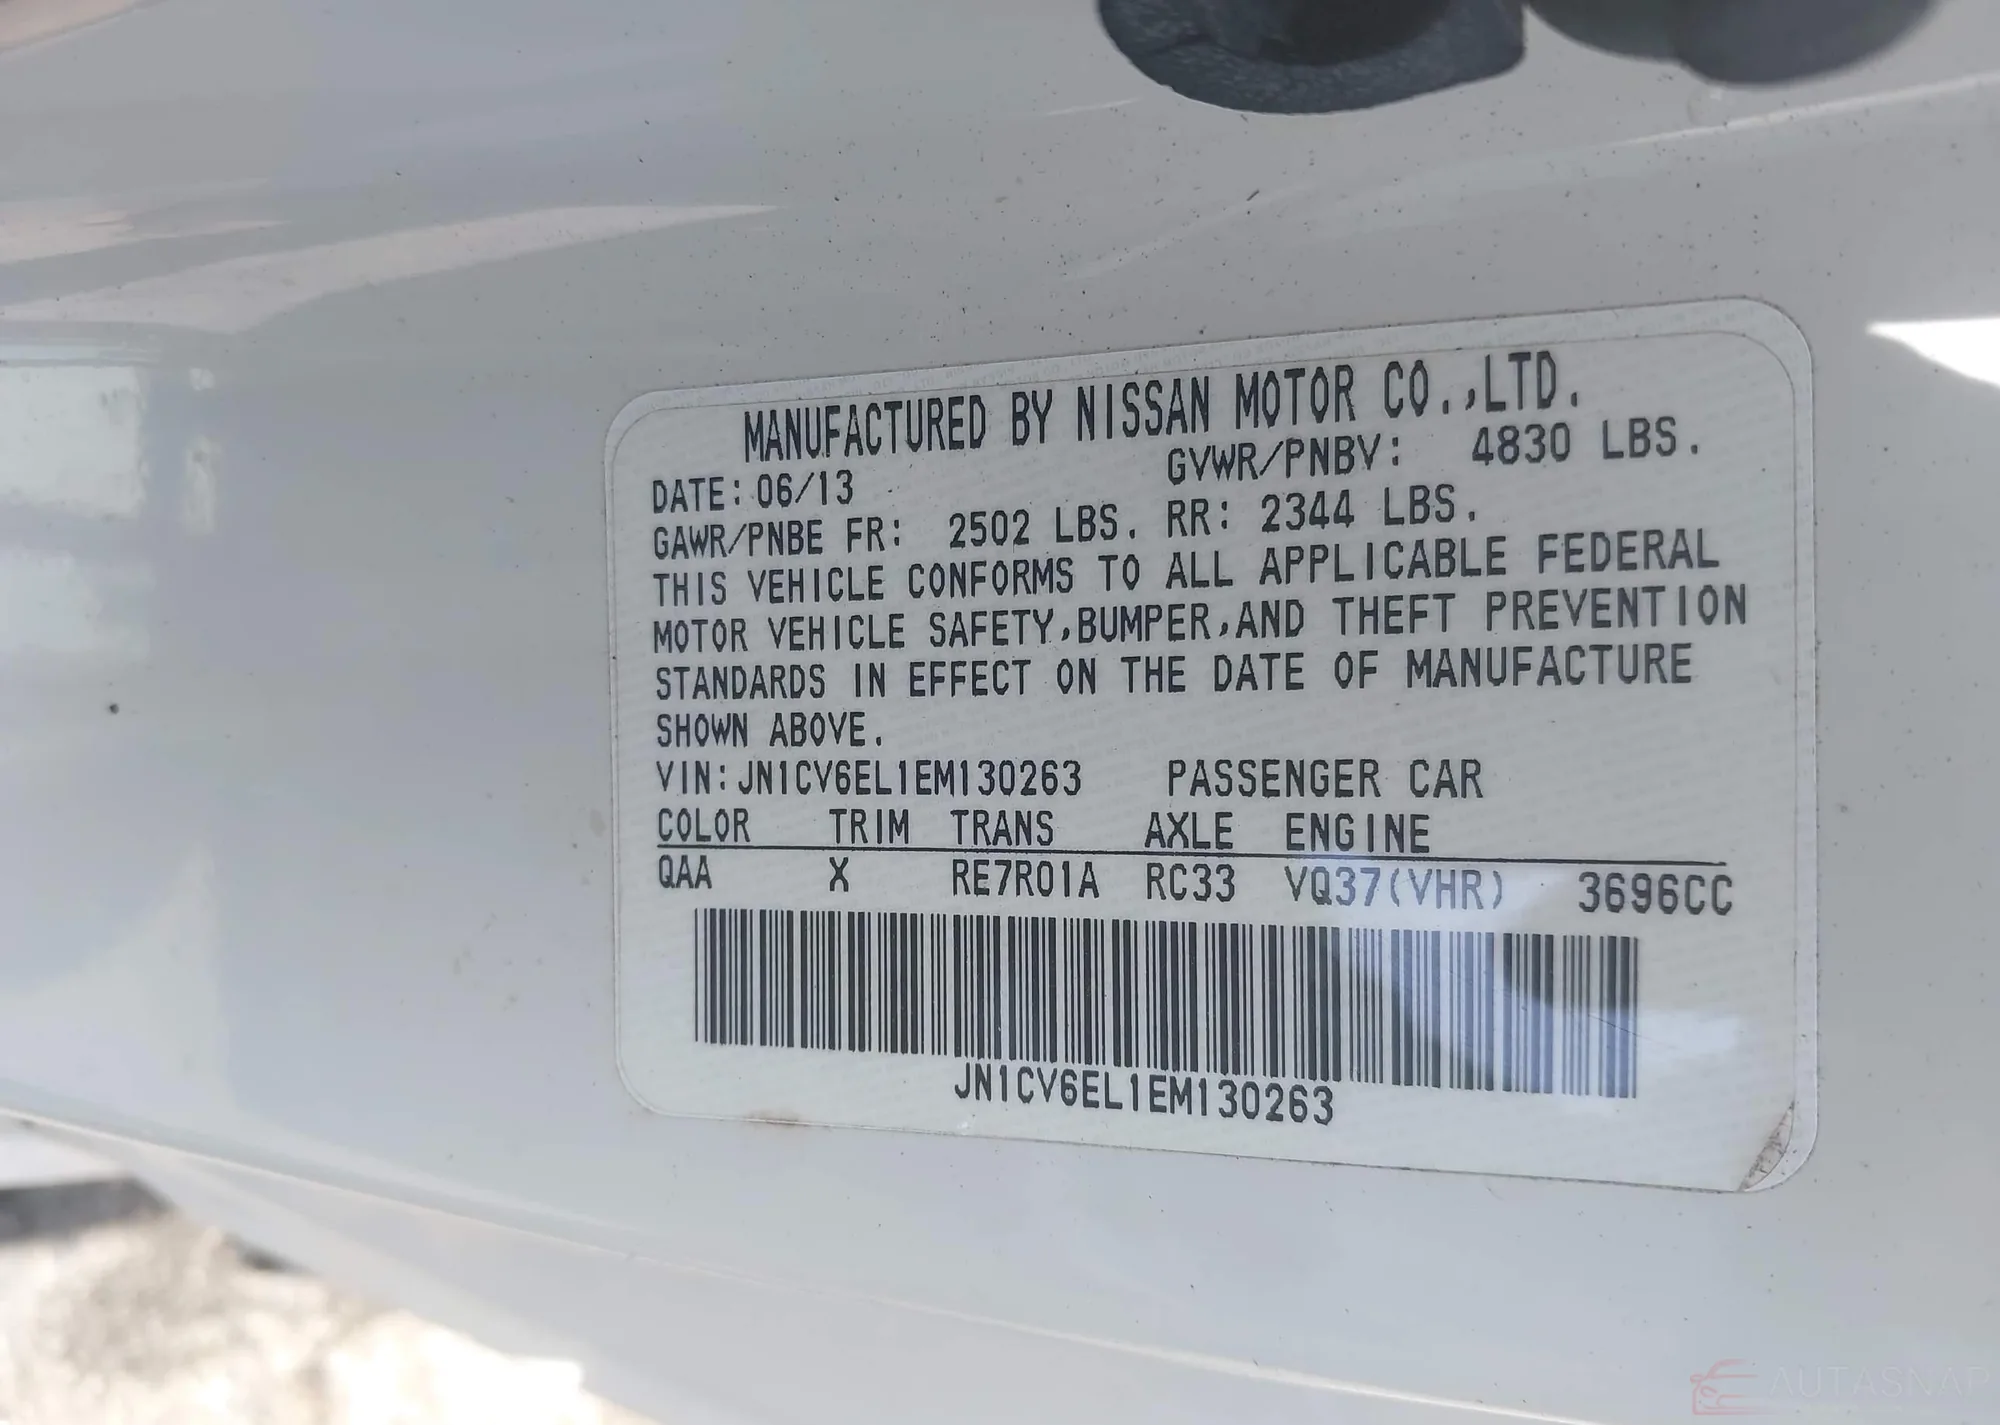 MANUFACTURED BY NISSAN MOTOR CO.,LTD.
DATE: 06/13 GVWR/PNBV: 4830 LBS.
GAWR/PNBE FR: 2502 LBS. RR: 2344 LBS.
THIS VEHICLE CONFORMS TO ALL APPLICABLE FEDERAL
MOTOR VEHICLE SAFETY,BUMPER,AND THEFT PREVENTION
STANDARDS IN EFFECT ON THE DATE OF MANUFACTURE
SHOWN ABOVE.
VIN:JN1CV6EL1EM130263 PASSENGER CAR
COLOR TRIM TRANS AXLE ENGINE
QAA X RE7R01A RC33 VQ37(VHR) 3696CC
JN1CV6EL1EM130263
AUTASNAP